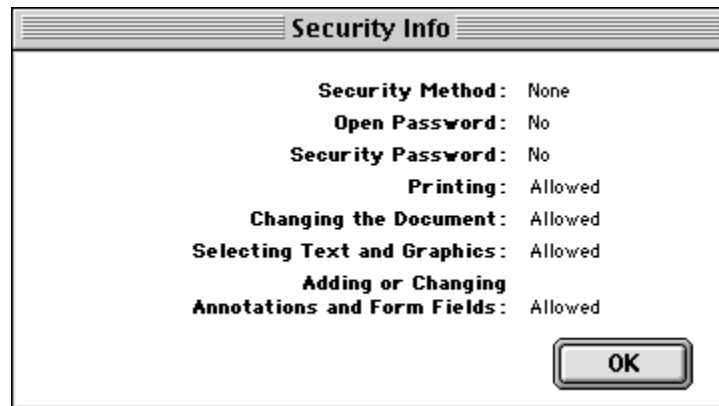 Security Info
Security Method: None
Open Password: No
Security Password: No
Printing: Allowed
Changing the Document: Allowed
Selecting Text and Graphics: Allowed
Adding or Changing
Annotations and Form Fields: Allowed
OK